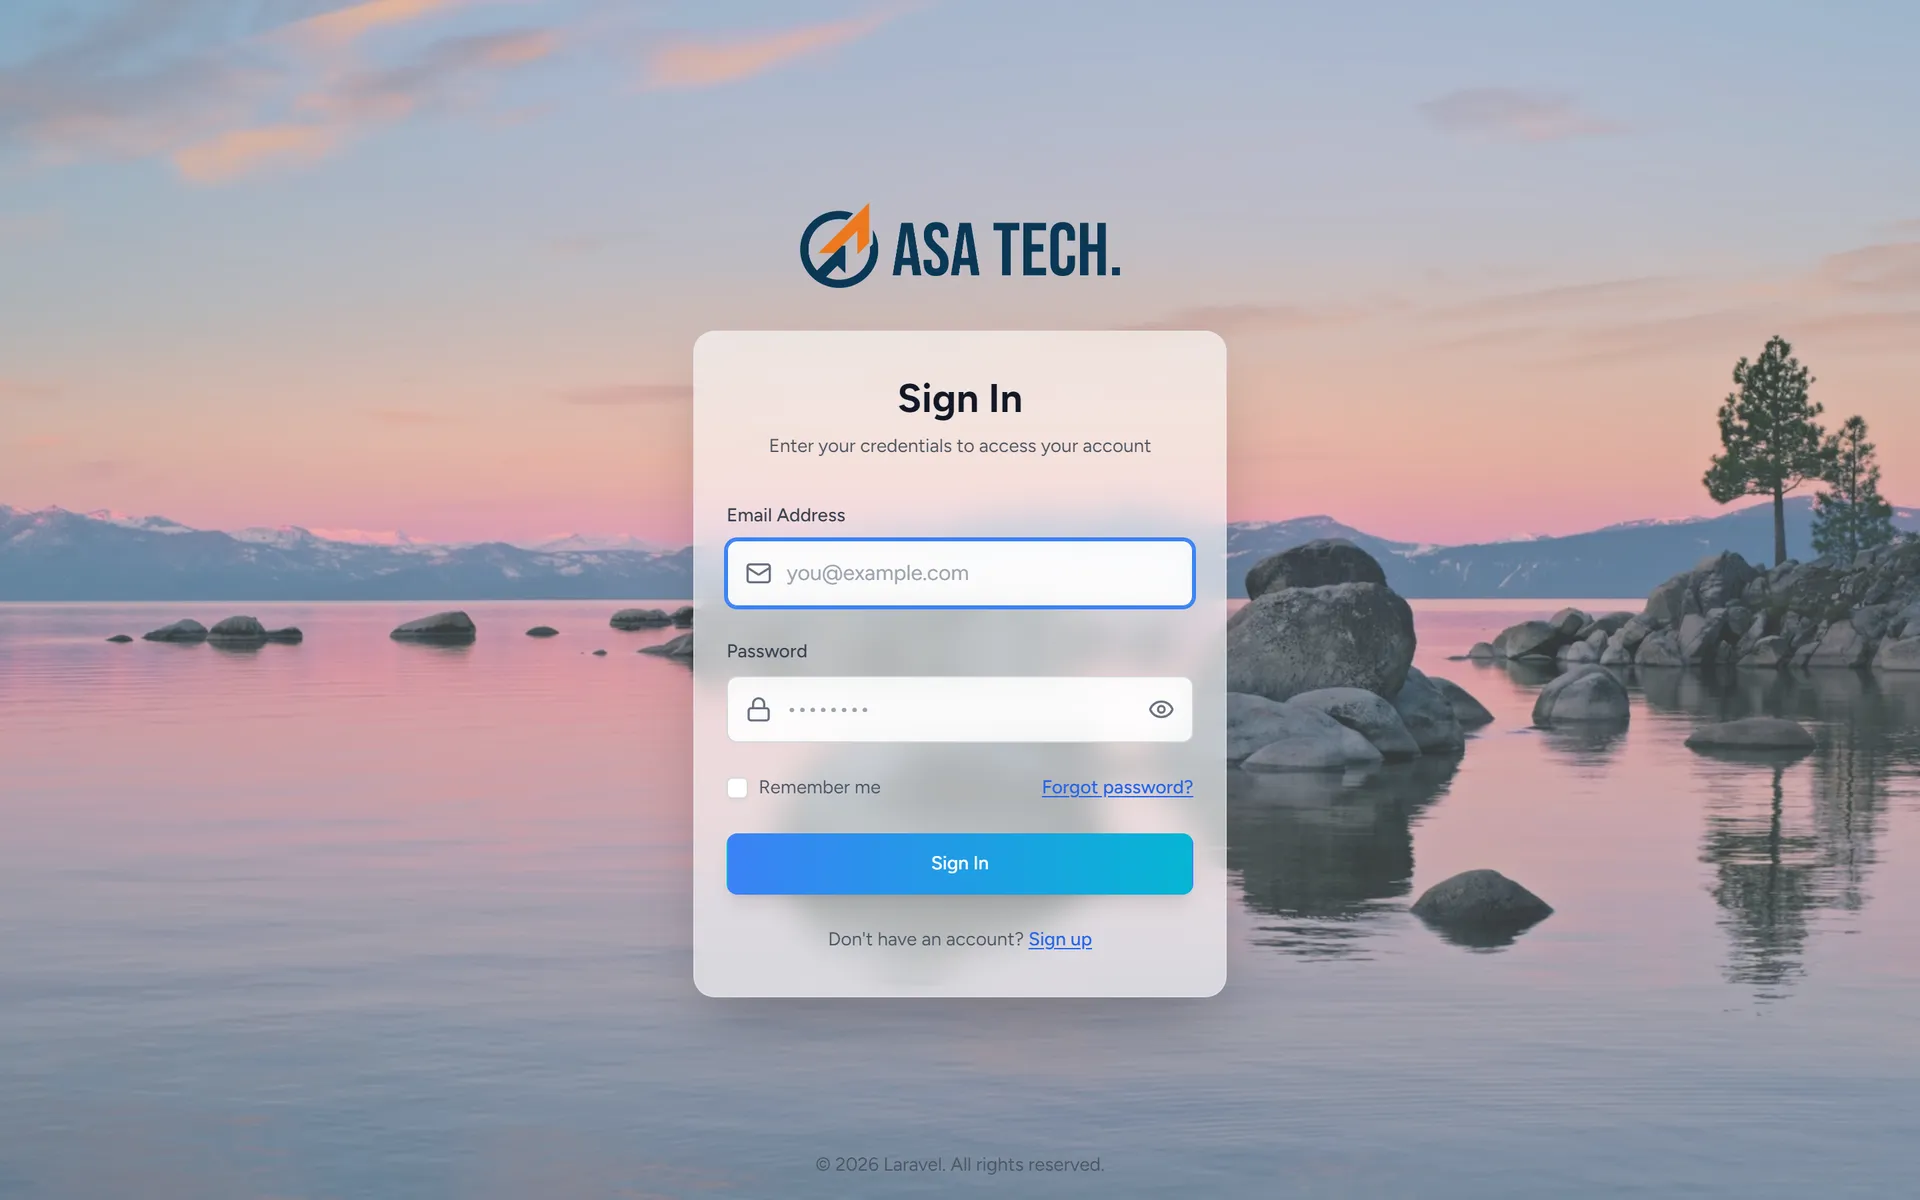 ASA TECH.
Sign In
Enter your credentials to access your account
Email Address
you@example.com
Password
Remember me
Forgot password?
Sign In
Don't have an account? Sign up
© 2026 Laravel. All rights reserved.